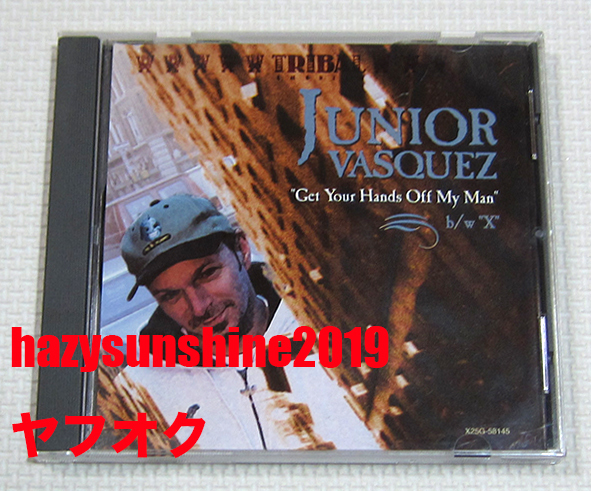 TRIBAL
JUNIOR
VASQUEZ
"Get Your Hands Off My Man"
b/w "X"
hazysunshine2019
ヤフオク
X2SG-58145